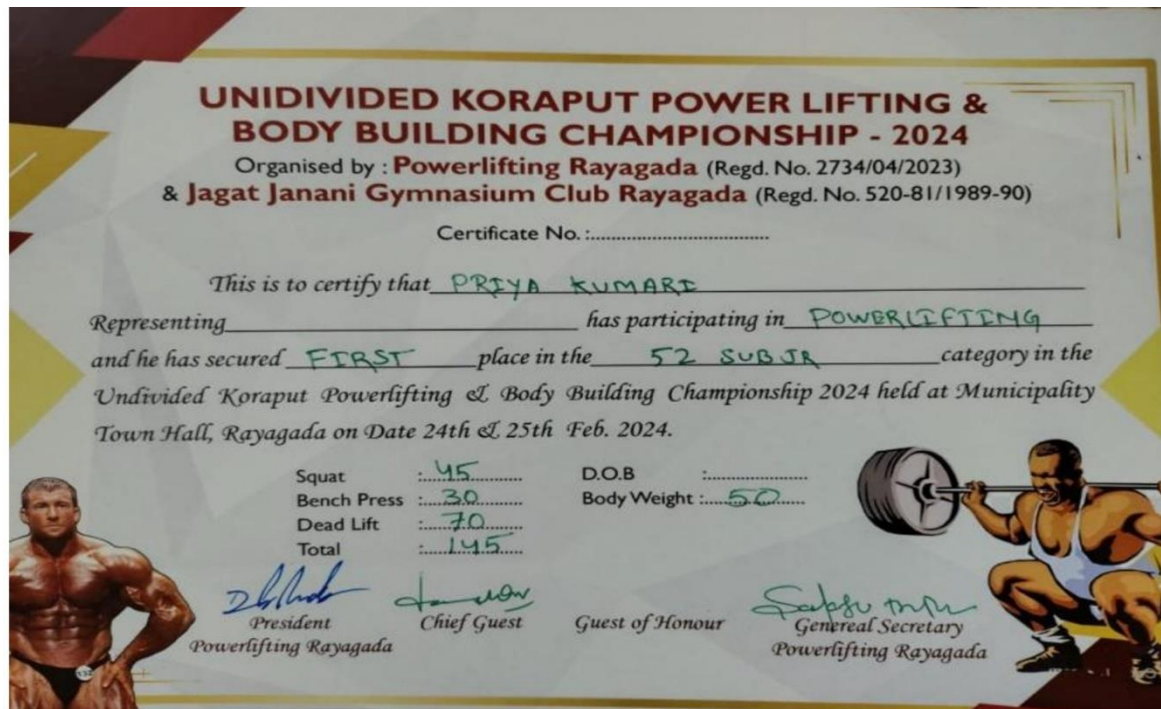 UNIDIVIDED KORAPUT POWER LIFTING &
BODY BUILDING CHAMPIONSHIP - 2024
Organised by : Powerlifting Rayagada (Regd. No. 2734/04/2023)
& Jagat Janani Gymnasium Club Rayagada (Regd. No. 520-81/1989-90)
Certificate No. :..................................
This is to certify that PRIYA KUMARI
Representing____________________ has participating in POWERLIFTING
and he has secured FIRST place in the 52 SUB JR category in the
Undivided Koraput Powerlifting & Body Building Championship 2024 held at Municipality
Town Hall, Rayagada on Date 24th & 25th Feb. 2024.
Squat : 45 D.O.B :....................
Bench Press : 30 Body Weight : 50
Dead Lift : 70
Total : 145
President Chief Guest Guest of Honour Genereal Secretary
Powerlifting Rayagada Powerlifting Rayagada